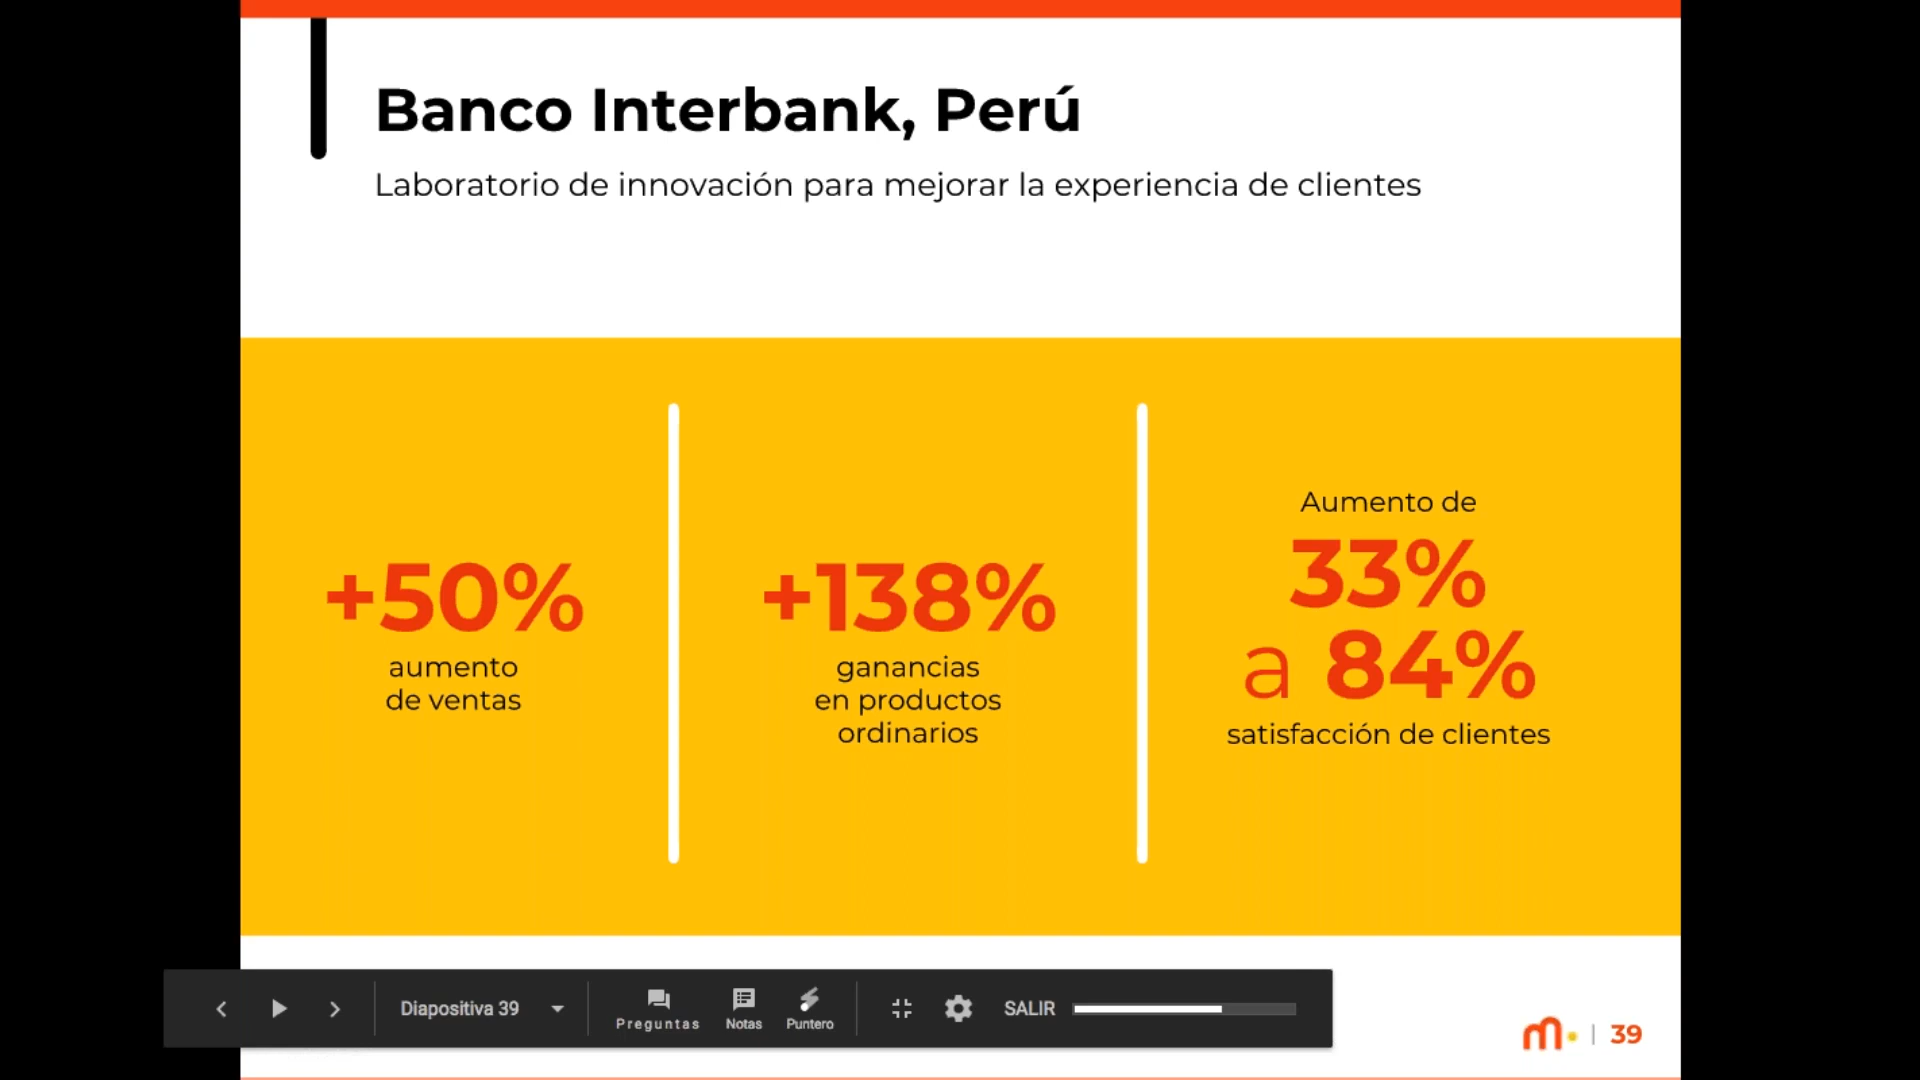 Banco Interbank, Perú
Laboratorio de innovación para mejorar la experiencia de clientes
+50%
aumento
de ventas
+138%
ganancias
en productos
ordinarios
Aumento de
33%
a 84%
satisfacción de clientes
Diapositiva 39
Preguntas
Notas
Puntero
SALIR
m
39